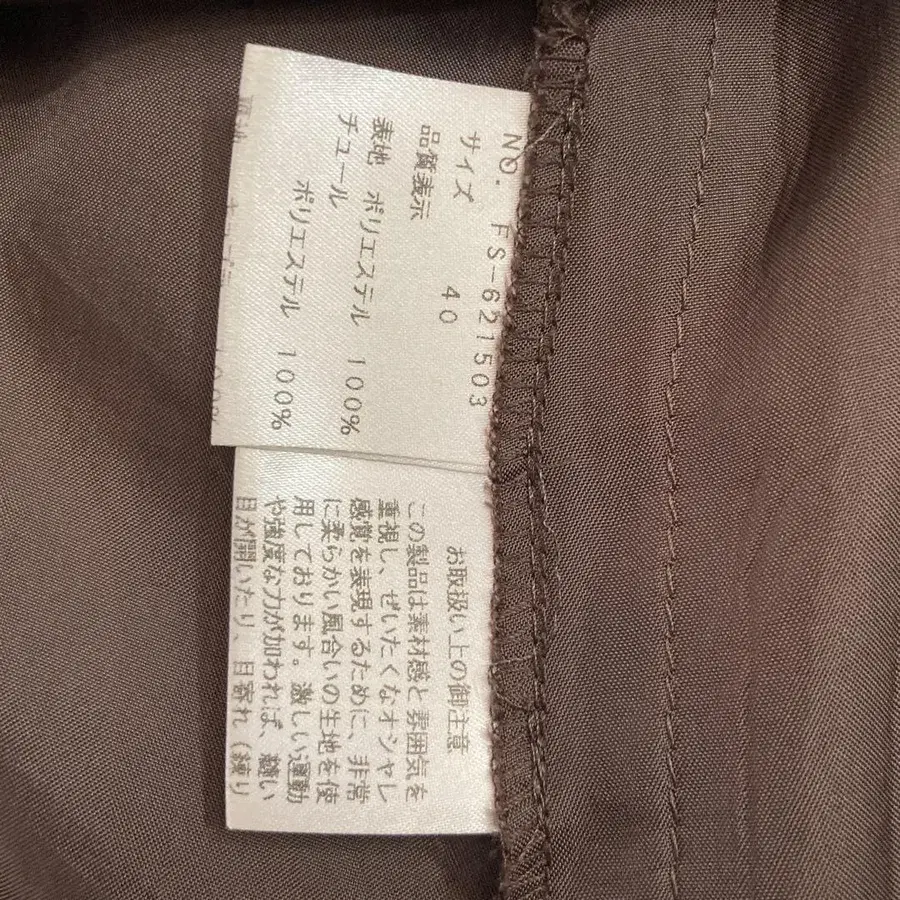 NO. FS-621503
サイズ 40
品質表示
表地 ポリエステル 100%
チュール
ポリエステル 100%
お取扱い上の御注意
この製品は素材感と雰囲気を
重視し、ぜいたくなオシャレ
感覚を表現するために、非常
に柔らかい風合いの生地を使
用しております。激しい運動
や強度な力が加われば、縫い
目が開いたり、目寄れ(縫り